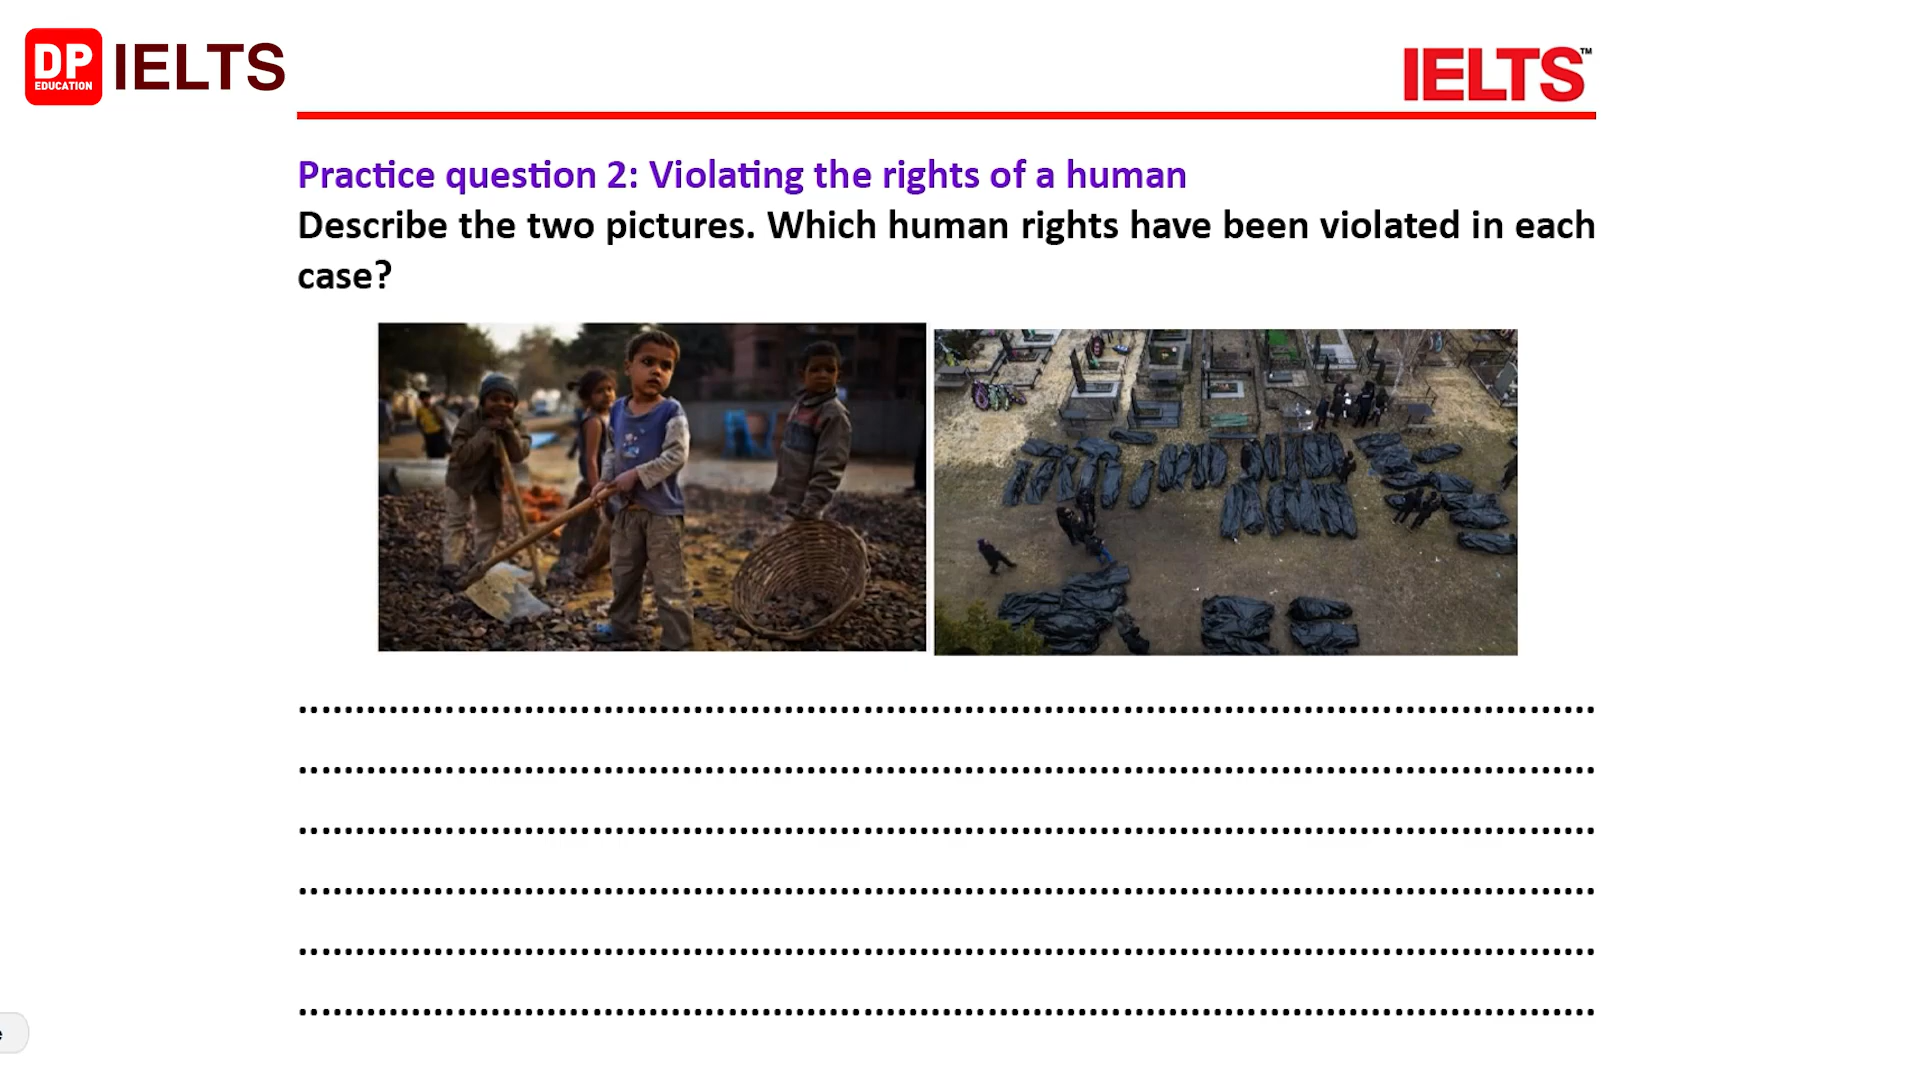 DP
EDUCATION
IELTS
IELTS™
Practice question 2: Violating the rights of a human
Describe the two pictures. Which human rights have been violated in each
case?